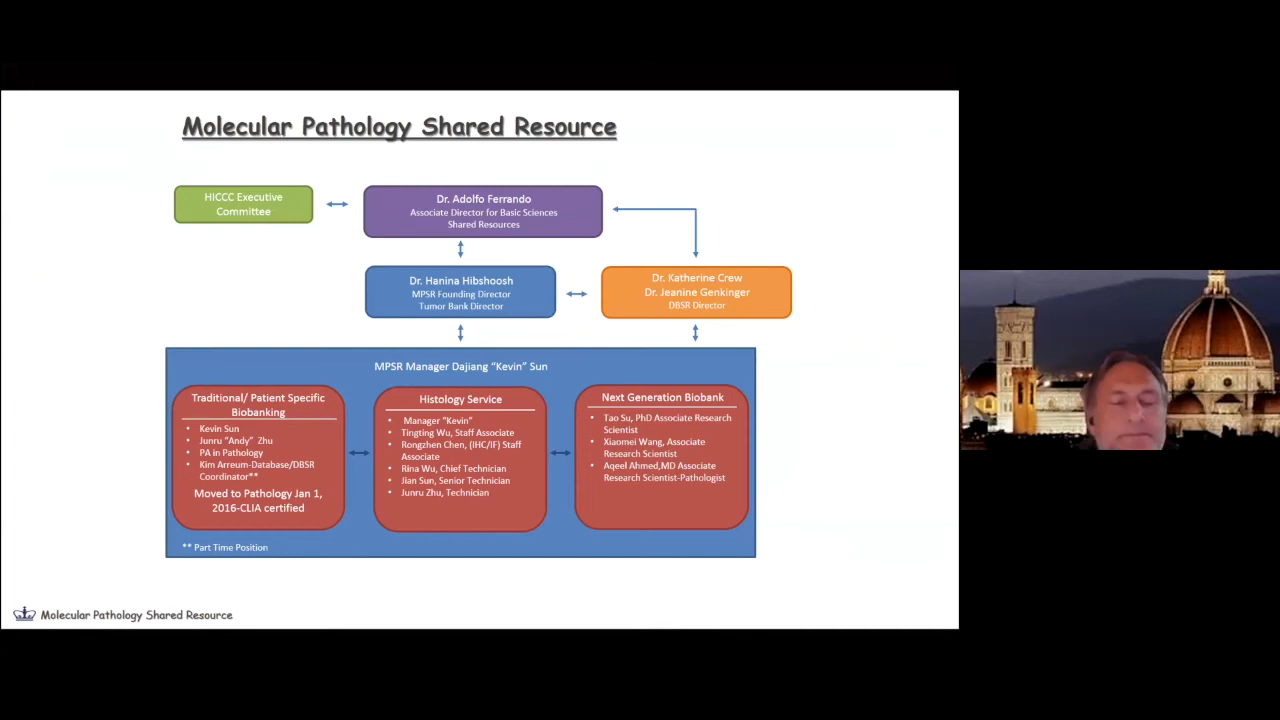 Molecular Pathology Shared Resource
HICCC Executive
Committee
Dr. Adolfo Ferrando
Associate Director for Basic Sciences
Shared Resources
Dr. Hanina Hibshoosh
MPSR Founding Director
Tumor Bank Director
Dr. Katherine Crew
Dr. Jeanine Genkinger
DBSR Director
MPSR Manager Dajiang “Kevin” Sun
Traditional/ Patient Specific
Biobanking
• Kevin Sun
• Junru “Andy” Zhu
• PA in Pathology
• Kim Arreum-Database/DBSR
Coordinator**
Moved to Pathology Jan 1,
2016-CLIA certified
Histology Service
• Manager “Kevin”
• Tingting Wu, Staff Associate
• Rongzhen Chen, (IHC/IF) Staff
Associate
• Rina Wu, Chief Technician
• Jian Sun, Senior Technician
• Junru Zhu, Technician
Next Generation Biobank
• Tao Su, PhD Associate Research
Scientist
• Xiaomei Wang, Associate
Research Scientist
• Aqeel Ahmed,MD Associate
Research Scientist-Pathologist
** Part Time Position
Molecular Pathology Shared Resource